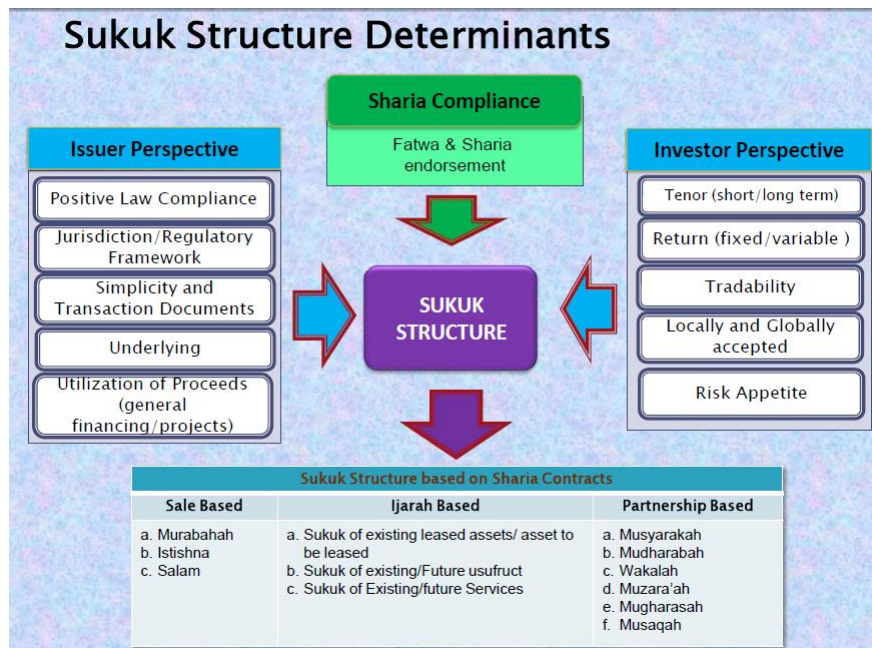 Sukuk Structure Determinants
Sharia Compliance
Fatwa & Sharia
endorsement
Issuer Perspective
Positive Law Compliance
Jurisdiction/Regulatory
Framework
Simplicity and
Transaction Documents
Underlying
Utilization of Proceeds
(general
financing/projects)
SUKUK
STRUCTURE
Investor Perspective
Tenor (short/long term)
Return (fixed/variable )
Tradability
Locally and Globally
accepted
Risk Appetite
Sukuk Structure based on Sharia Contracts
Sale Based
a. Murabahah
b. Istishna
c. Salam
Ijarah Based
a. Sukuk of existing leased assets/ asset to
be leased
b. Sukuk of existing/Future usufruct
c. Sukuk of Existing/future Services
Partnership Based
a. Musyarakah
b. Mudharabah
c. Wakalah
d. Muzara’ah
e. Mugharasah
f. Musaqah